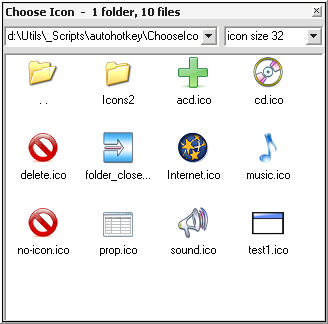 Choose Icon - 1 folder, 10 files
d:\Utils\_Scripts\autohotkey\ChooseIco
icon size 32
. .
Icons2
acd.ico
cd.ico
delete.ico
folder_close...
Internet.ico
music.ico
no-icon.ico
prop.ico
sound.ico
test1.ico